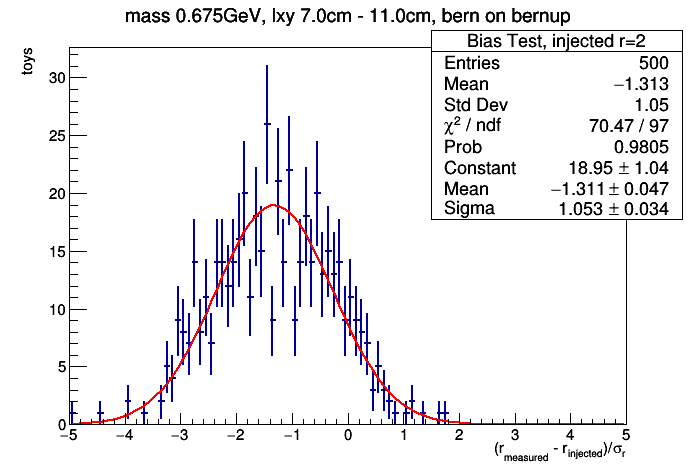 mass 0.675GeV, lxy 7.0cm - 11.0cm, bern on bernup
Bias Test, injected r=2
Entries 500
Mean −1.313
Std Dev 1.05
χ² / ndf 70.47 / 97
Prob 0.9805
Constant 18.95 ± 1.04
Mean −1.311 ± 0.047
Sigma 1.053 ± 0.034
toys
30
25
20
15
10
5
0
−5 −4 −3 −2 −1 0 1 2 3 4 5
(r_measured - r_injected)/σ_r